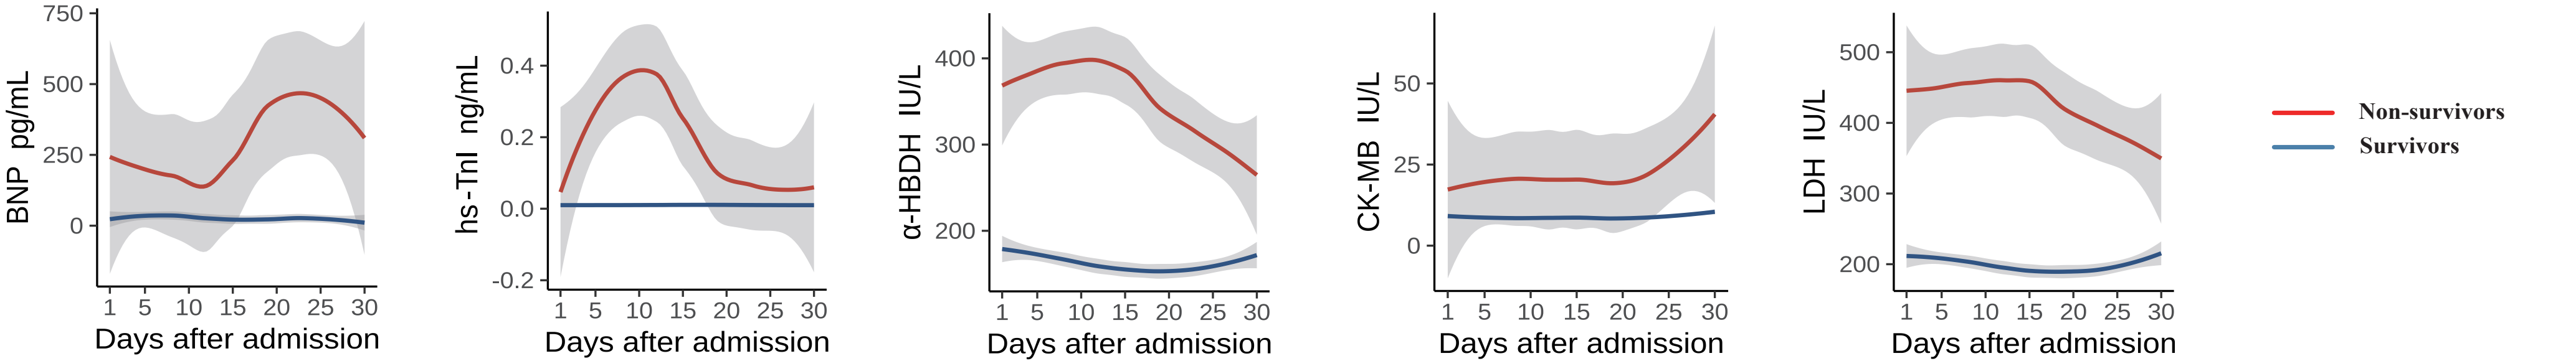 BNP pg/mL
750
500
250
0
1 5 10 15 20 25 30
Days after admission
hs-TnI ng/mL
0.4
0.2
0.0
-0.2
1 5 10 15 20 25 30
Days after admission
α-HBDH IU/L
400
300
200
1 5 10 15 20 25 30
Days after admission
CK-MB IU/L
50
25
0
1 5 10 15 20 25 30
Days after admission
LDH IU/L
500
400
300
200
1 5 10 15 20 25 30
Days after admission
Non-survivors
Survivors